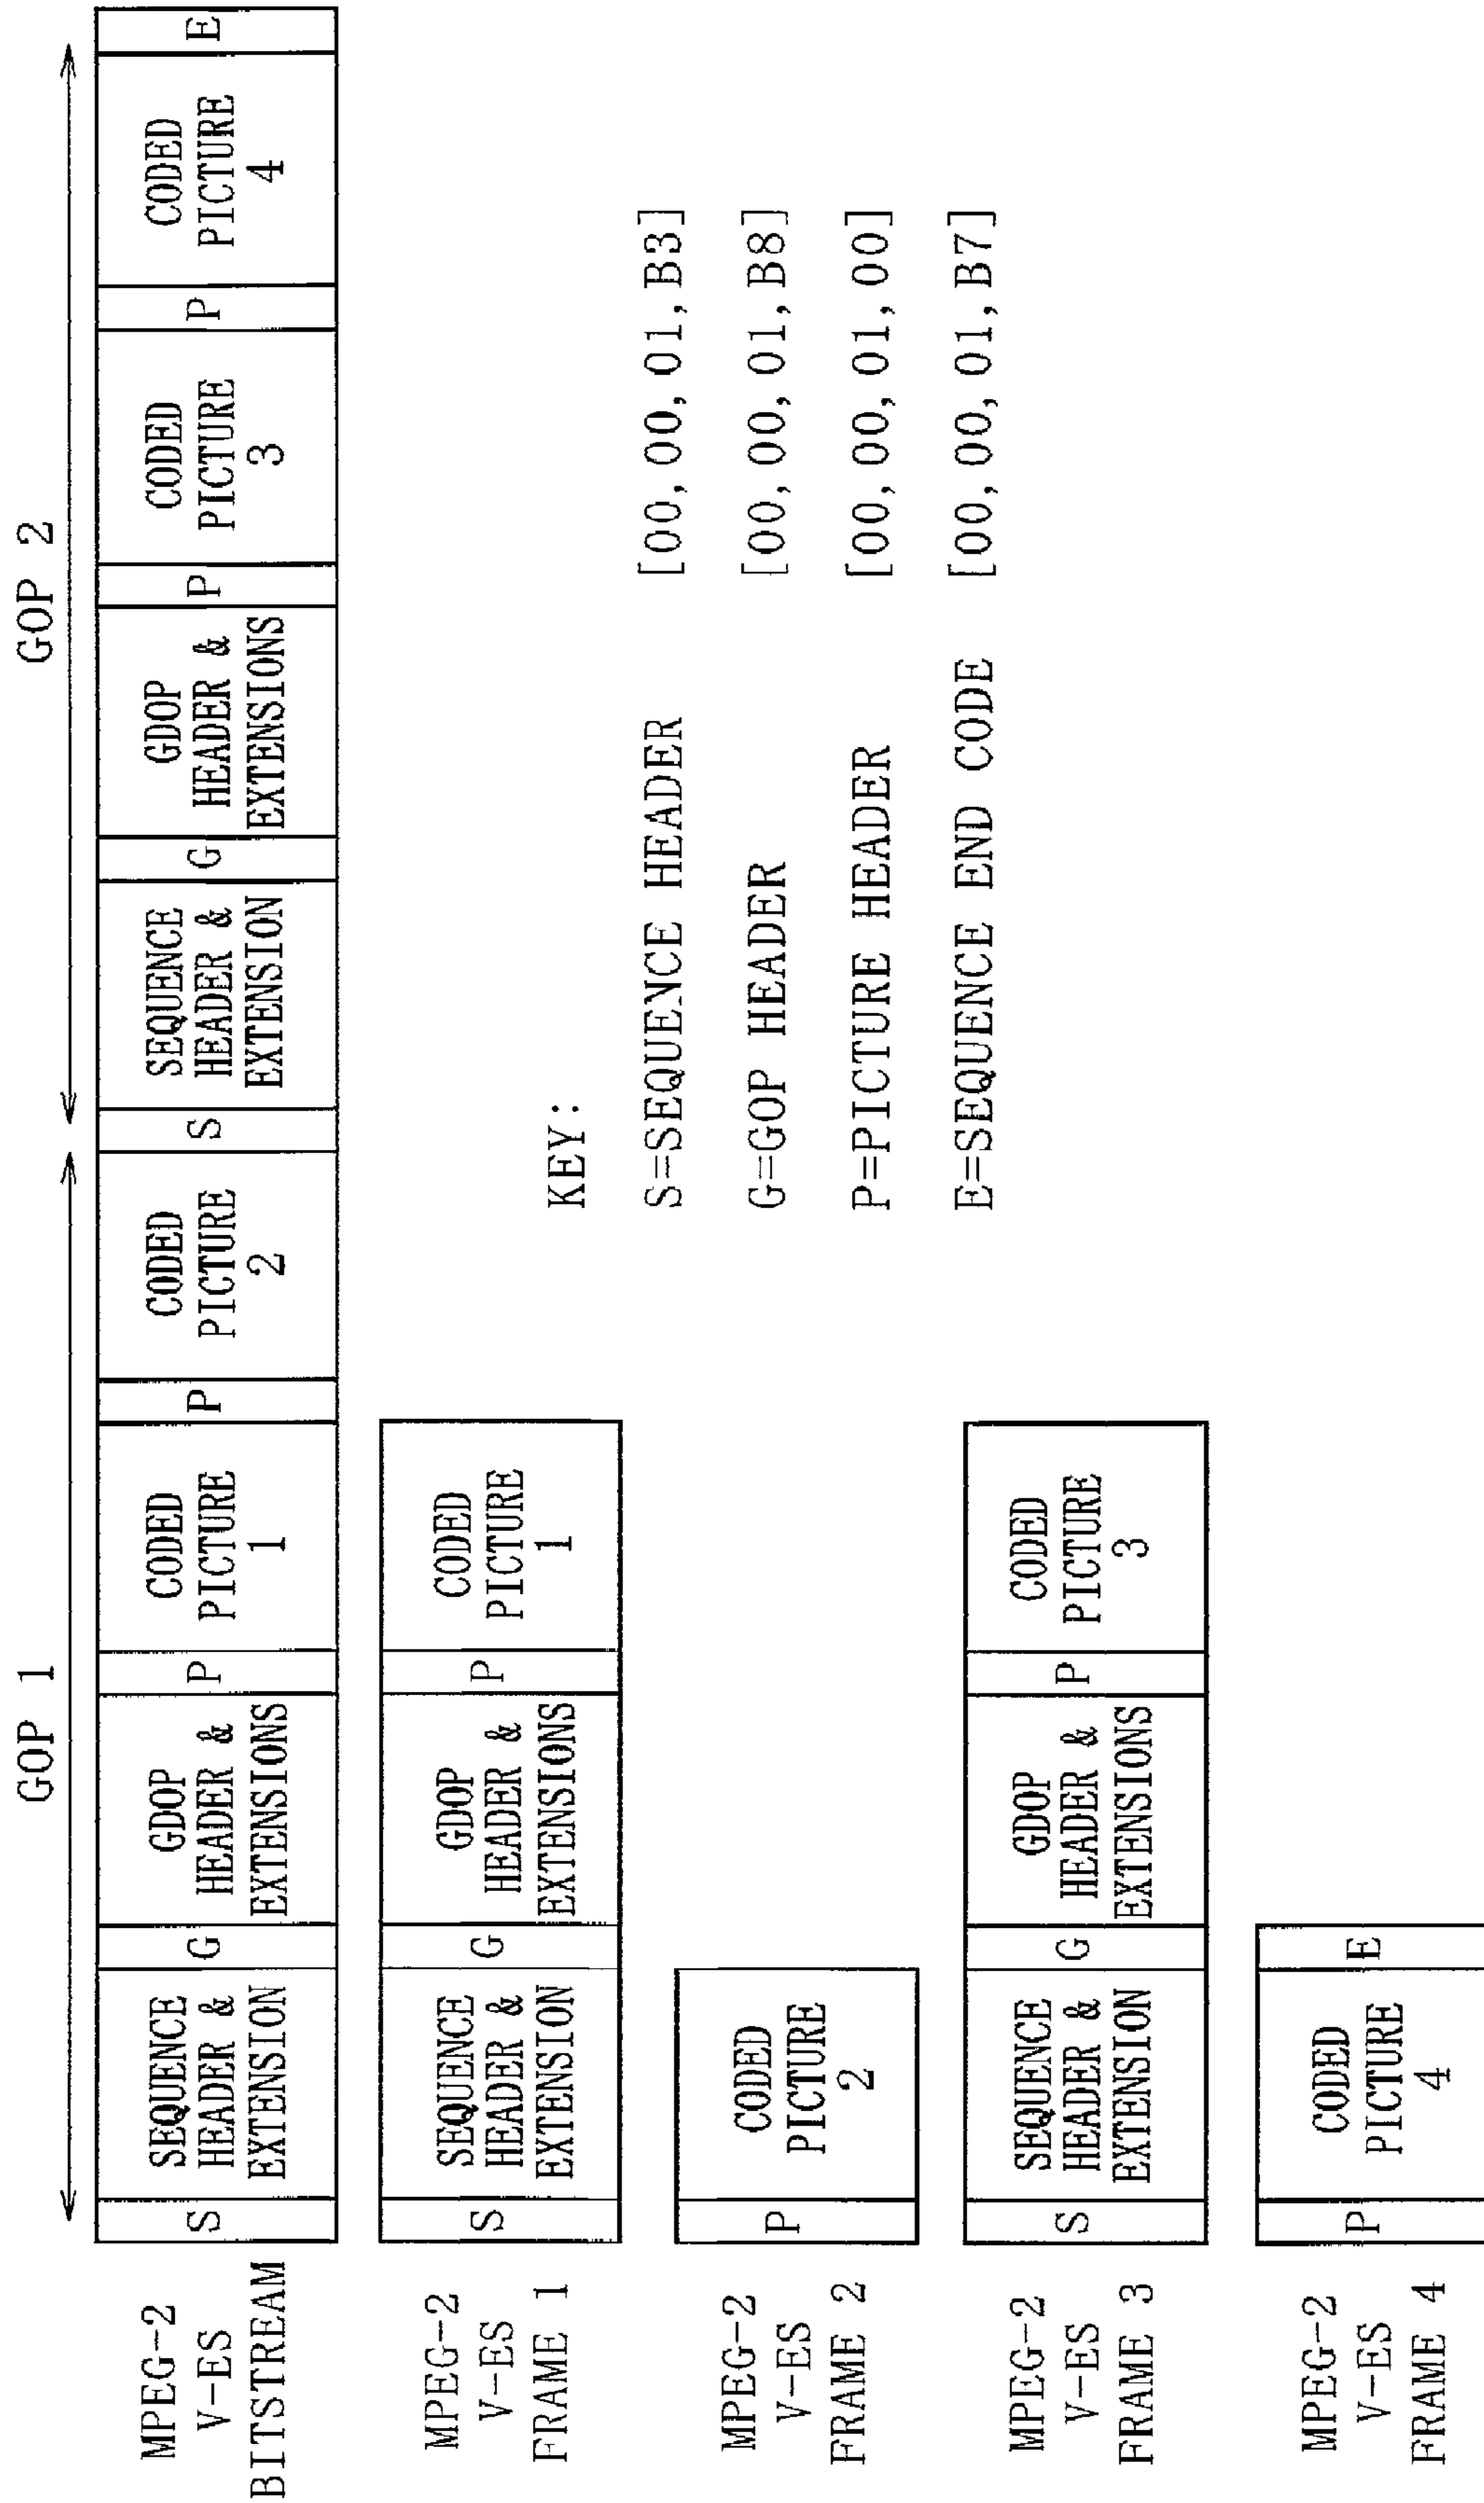 GOP 1
GOP 2
MPEG-2
V-ES
BITSTREAM
S
SEQUENCE
HEADER &
EXTENSION
G
GDOP
HEADER &
EXTENSIONS
P
CODED
PICTURE
1
P
CODED
PICTURE
2
S
SEQUENCE
HEADER &
EXTENSION
G
GDOP
HEADER &
EXTENSIONS
P
CODED
PICTURE
3
P
CODED
PICTURE
4
E
MPEG-2
V-ES
FRAME 1
S
SEQUENCE
HEADER &
EXTENSION
G
GDOP
HEADER &
EXTENSIONS
P
CODED
PICTURE
1
MPEG-2
V-ES
FRAME 2
P
CODED
PICTURE
2
MPEG-2
V-ES
FRAME 3
S
SEQUENCE
HEADER &
EXTENSION
G
GDOP
HEADER &
EXTENSIONS
P
CODED
PICTURE
3
MPEG-2
V-ES
FRAME 4
P
CODED
PICTURE
4
E
KEY:
S=SEQUENCE HEADER [00,00,01,B3]
G=GOP HEADER [00,00,01,B8]
P=PICTURE HEADER [00,00,01,00]
E=SEQUENCE END CODE [00,00,01,B7]